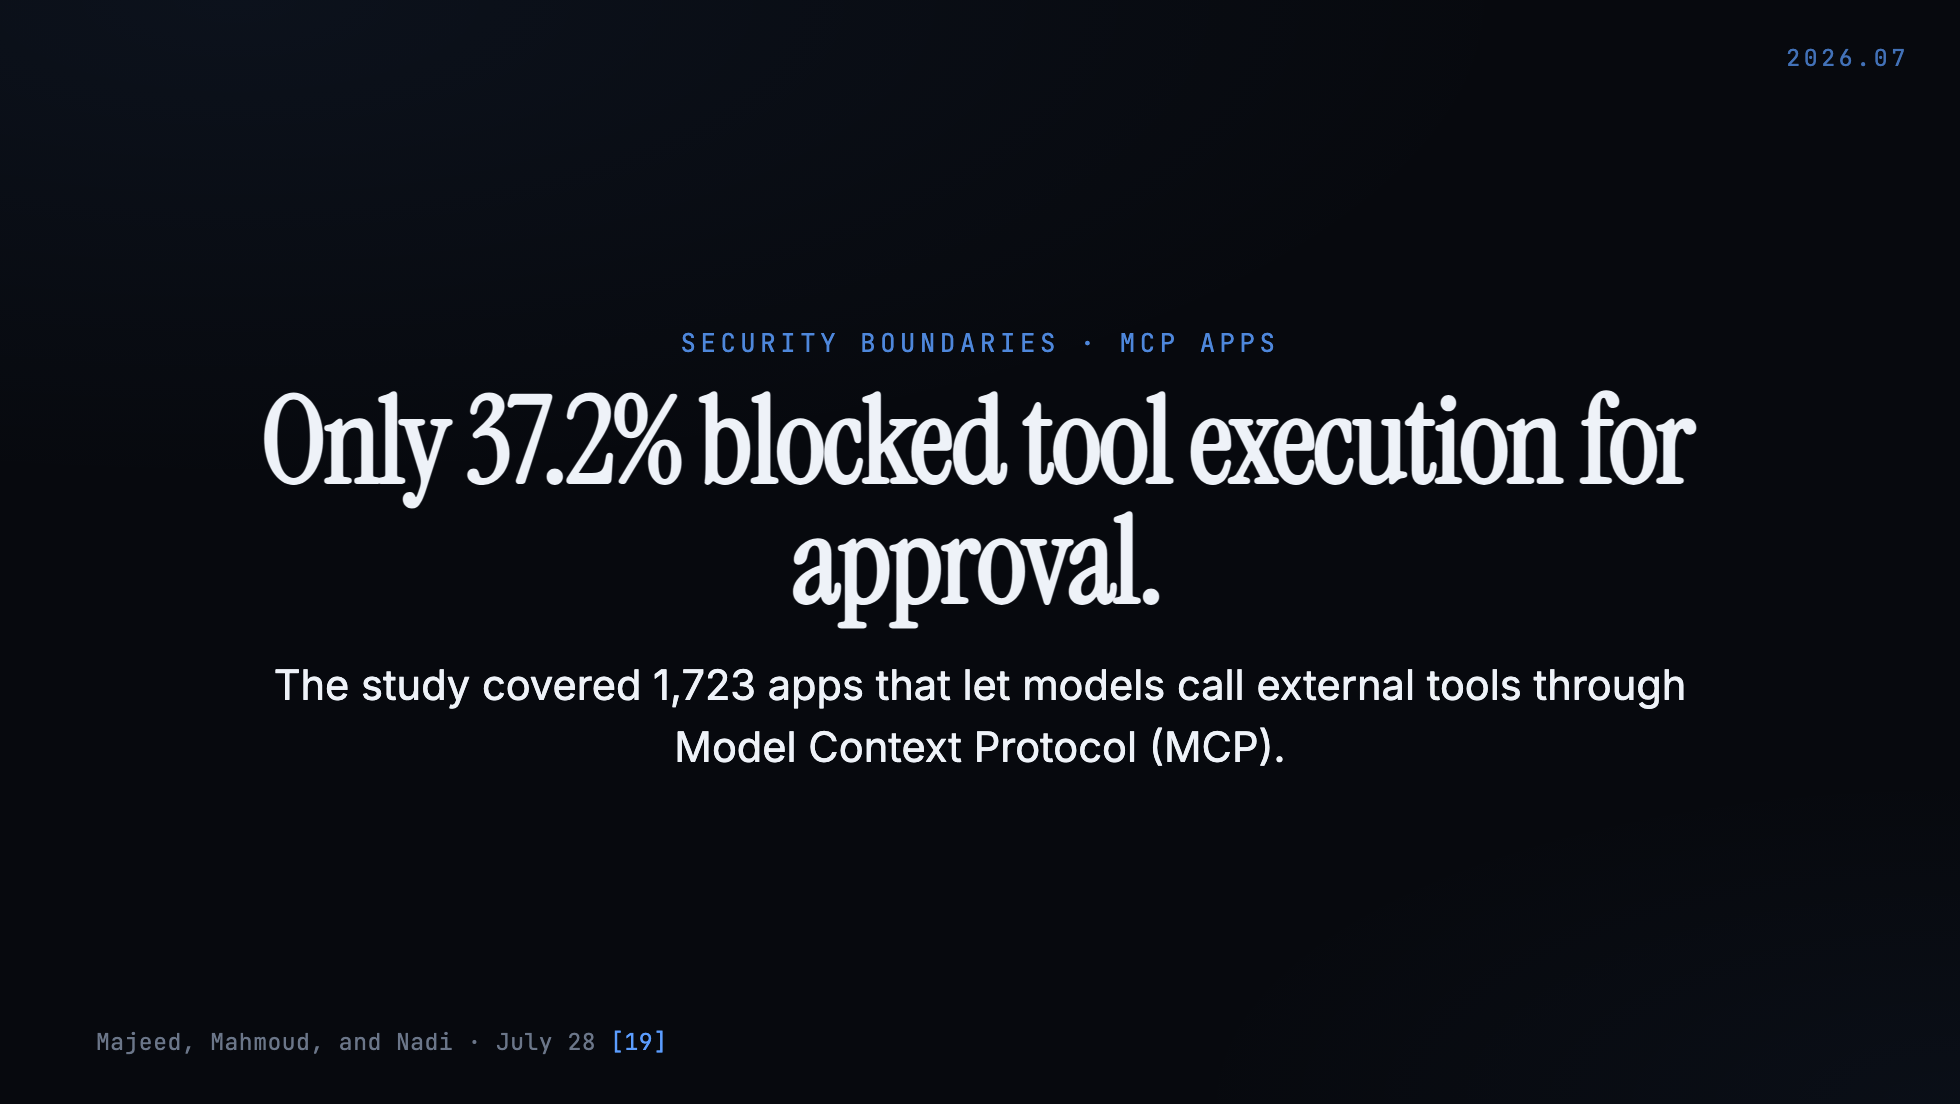 2026.07
SECURITY BOUNDARIES · MCP APPS
Only 37.2% blocked tool execution for
approval.
The study covered 1,723 apps that let models call external tools through
Model Context Protocol (MCP).
Majeed, Mahmoud, and Nadi · July 28 [19]